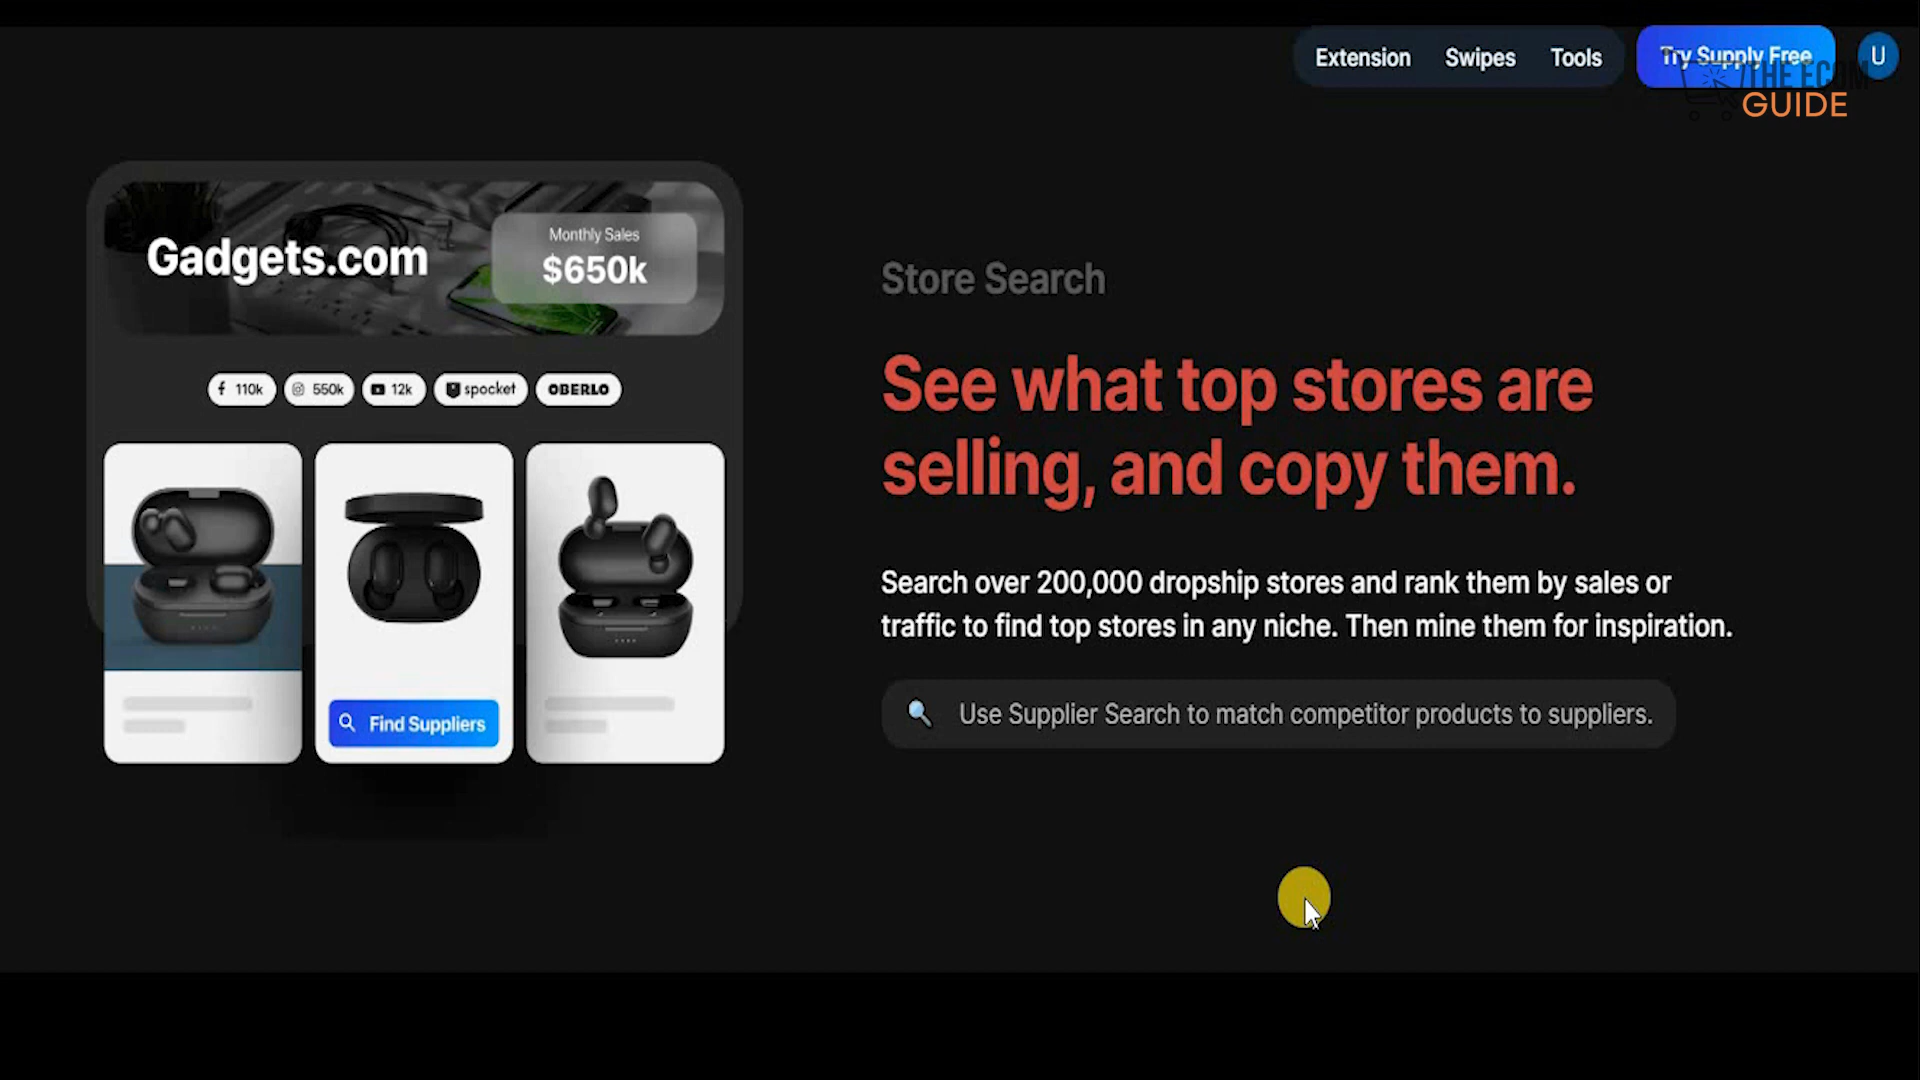 Extension Swipes Tools Try Supply Free U
THE ECOM
GUIDE
Gadgets.com
Monthly Sales
$650k
110k 550k 12k spocket OBERLO
Find Suppliers
Store Search
See what top stores are
selling, and copy them.
Search over 200,000 dropship stores and rank them by sales or
traffic to find top stores in any niche. Then mine them for inspiration.
Use Supplier Search to match competitor products to suppliers.